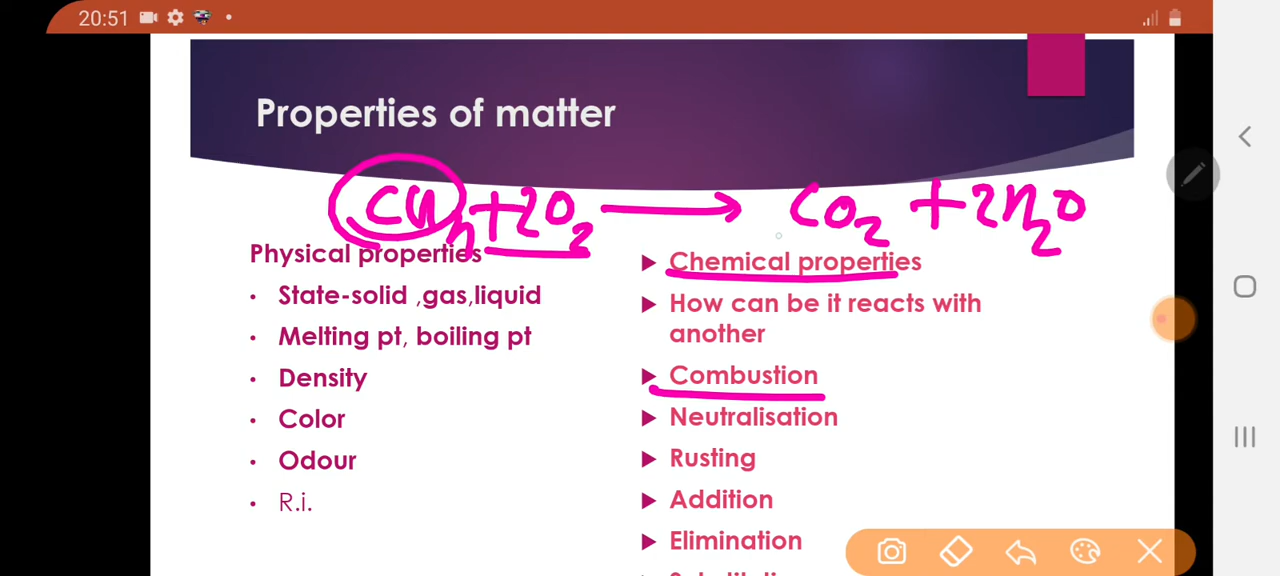 20:51
Properties of matter
CH4 + 2O2 → CO2 + 2H2O
Physical properties
• State-solid ,gas,liquid
• Melting pt, boiling pt
• Density
• Color
• Odour
• R.i.
▶ Chemical properties
▶ How can be it reacts with
another
▶ Combustion
▶ Neutralisation
▶ Rusting
▶ Addition
▶ Elimination